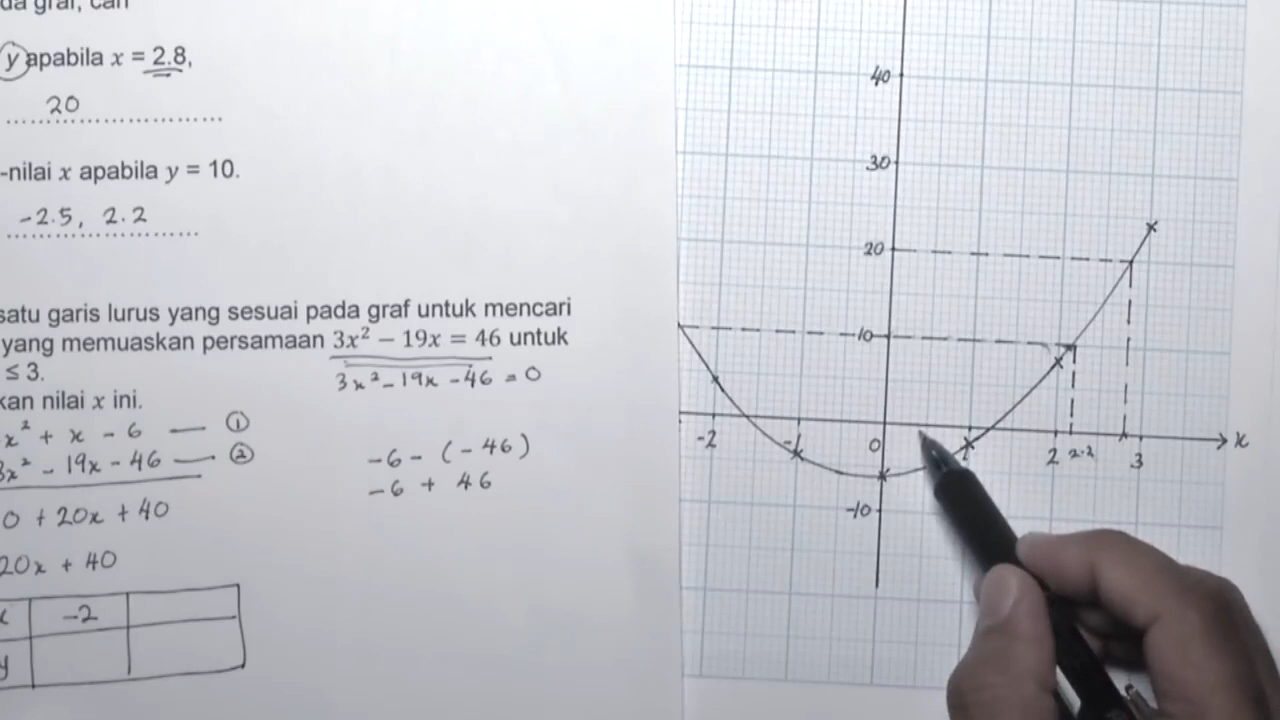 y apabila x = 2.8,
20
-nilai x apabila y = 10.
-2.5, 2.2
satu garis lurus yang sesuai pada graf untuk mencari
yang memuaskan persamaan 3x² − 19x = 46 untuk
≤ 3.
3x² - 19x - 46 = 0
kan nilai x ini.
x² + x - 6 — ①
3x² - 19x - 46 — ②
-6 - (-46)
-6 + 46
0 + 20x + 40
20x + 40
x -2
y
40
30
20
10
-2 -1 0 1 2 2.2 3 x
-10